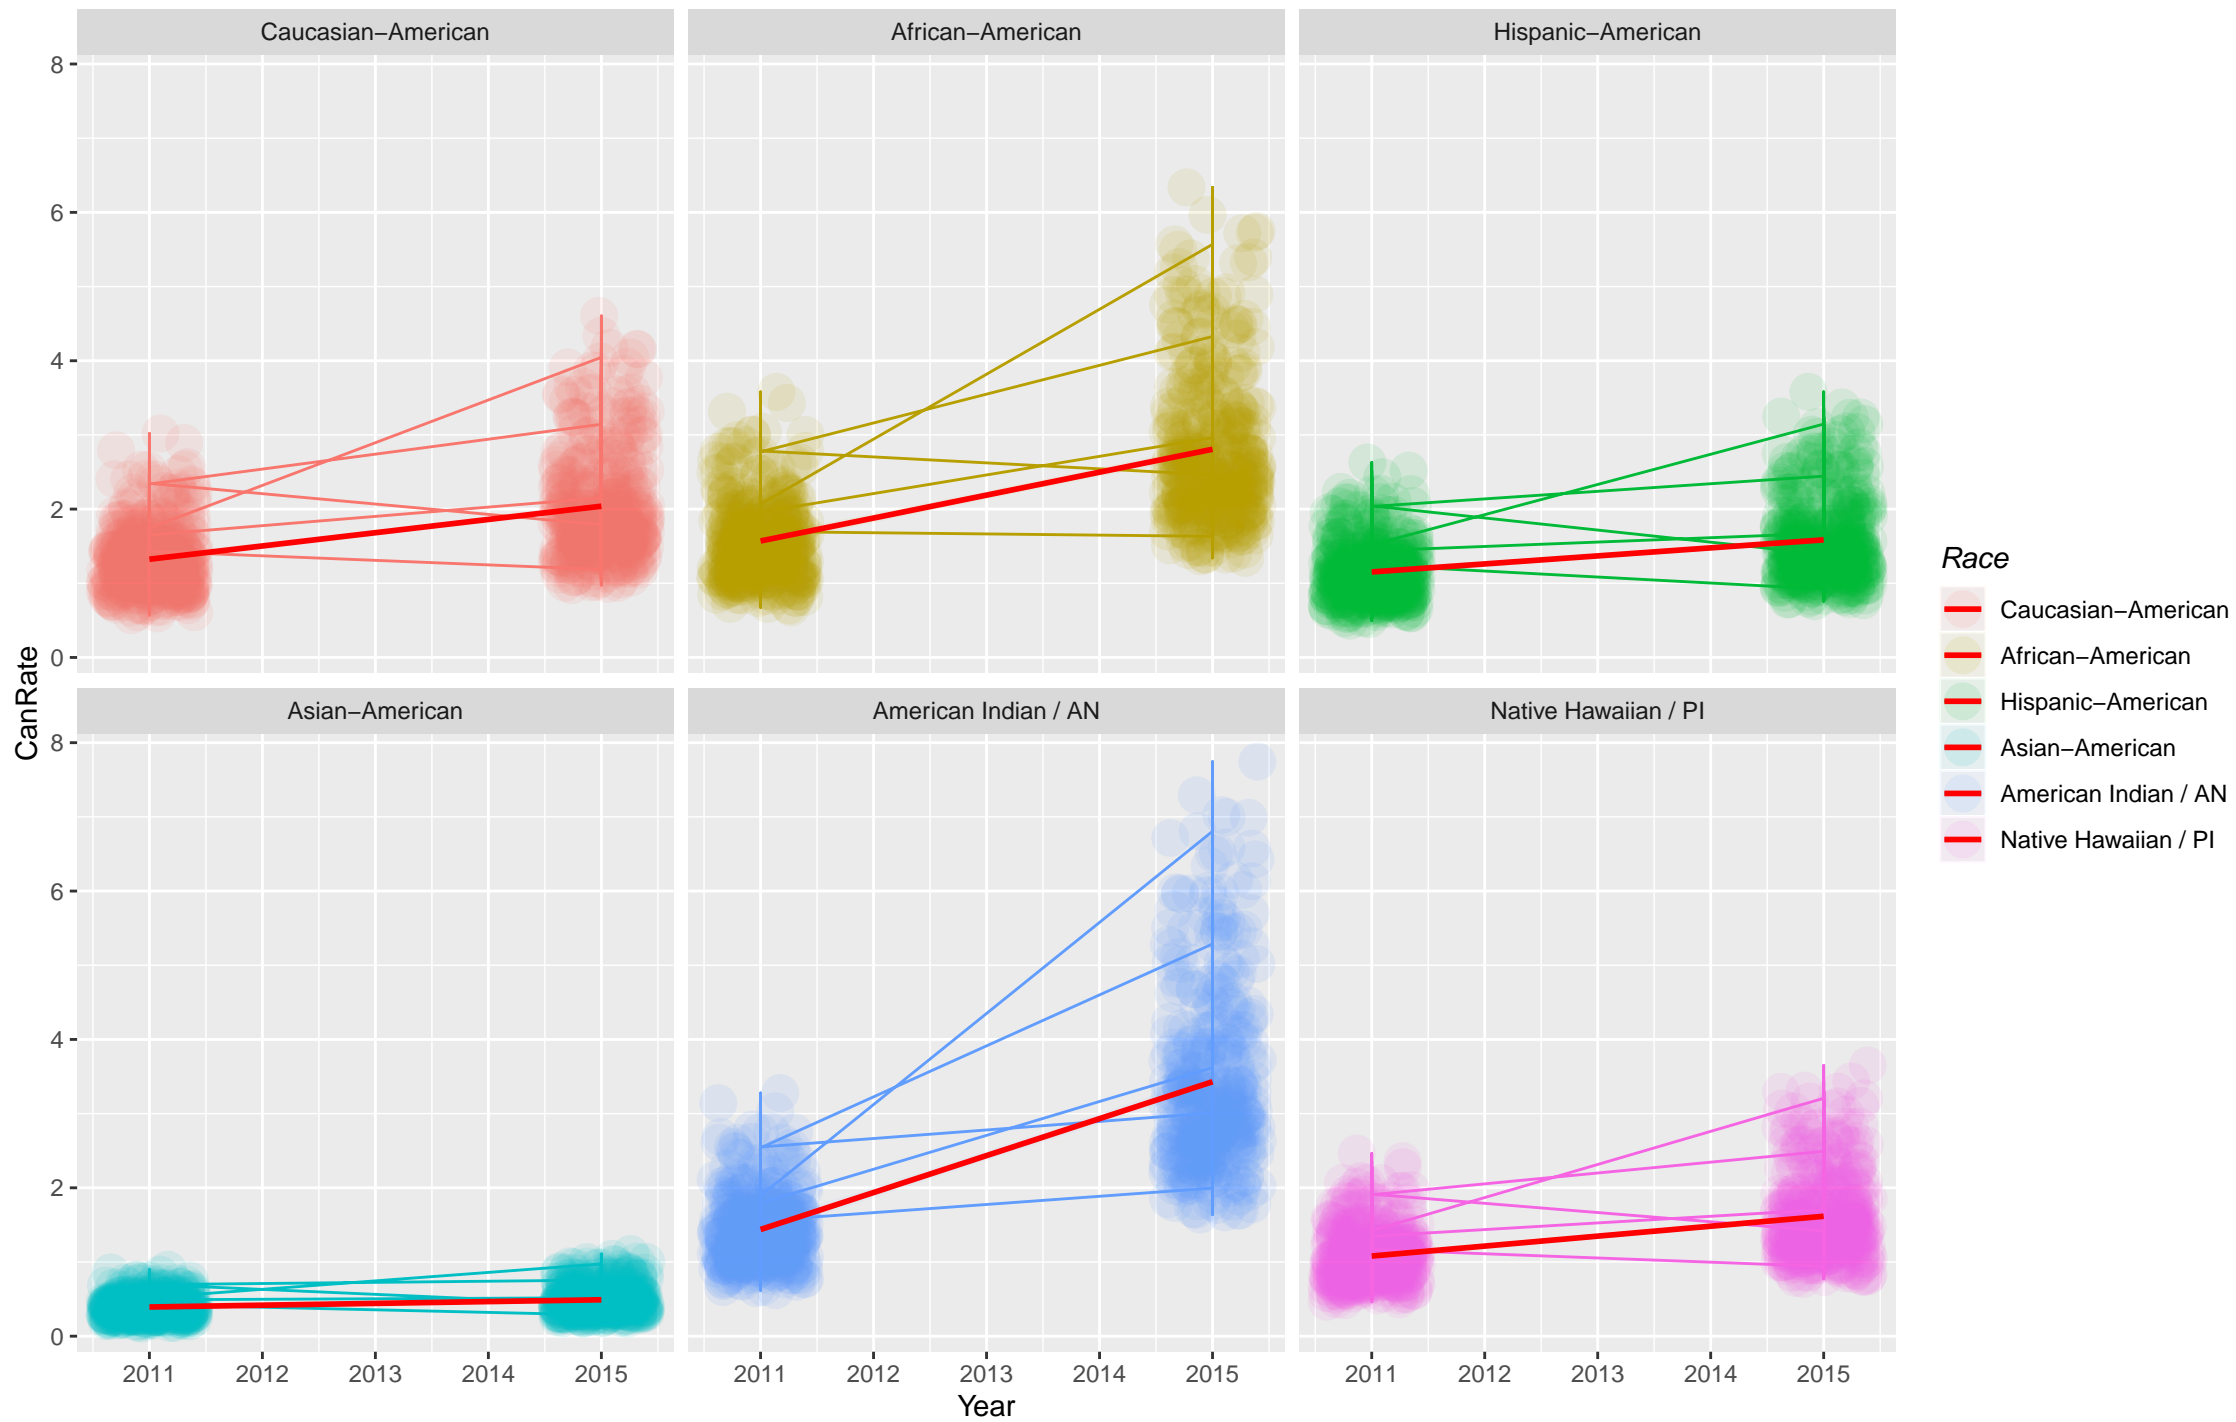 Caucasian−American
African−American
Hispanic−American
8
6
4
2
0
Asian−American
American Indian / AN
Native Hawaiian / PI
8
6
4
2
0
2011 2012 2013 2014 2015
2011 2012 2013 2014 2015
2011 2012 2013 2014 2015
Year
CanRate
Race
Caucasian−American
African−American
Hispanic−American
Asian−American
American Indian / AN
Native Hawaiian / PI